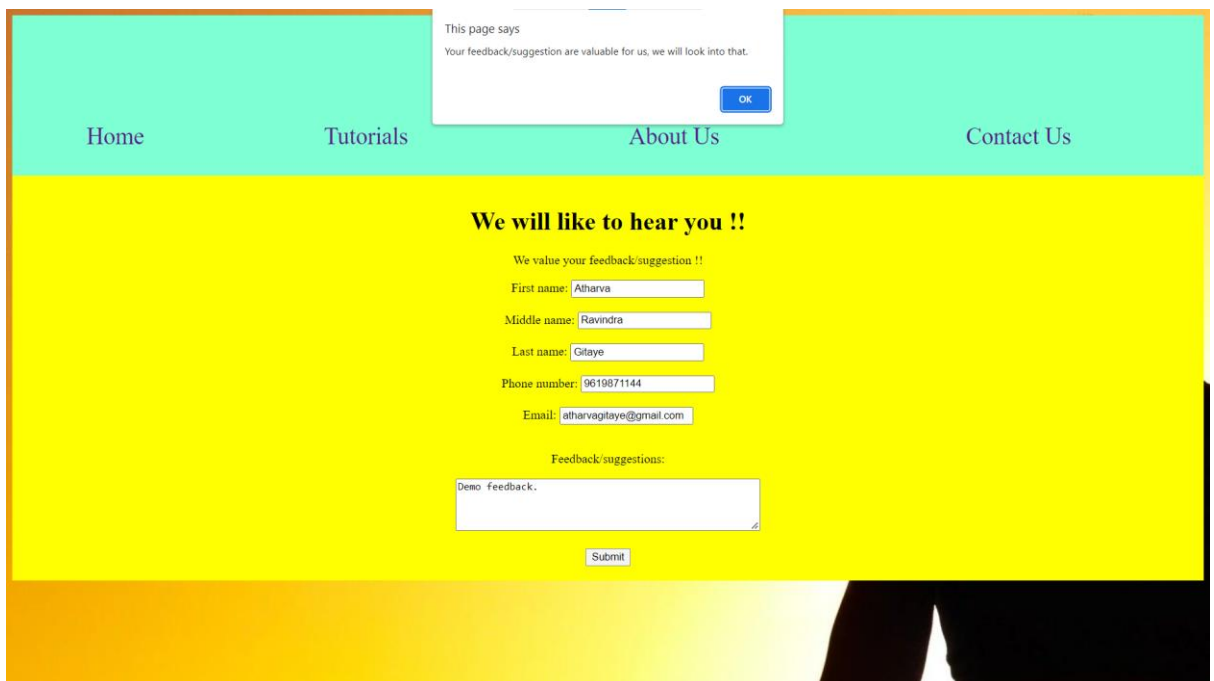 This page says
Your feedback/suggestion are valuable for us, we will look into that.
OK
Home Tutorials About Us Contact Us
We will like to hear you !!
We value your feedback/suggestion !!
First name: Atharva
Middle name: Ravindra
Last name: Gitaye
Phone number: 9619871144
Email: atharvagitaye@gmail.com
Feedback/suggestions:
Demo feedback.
Submit